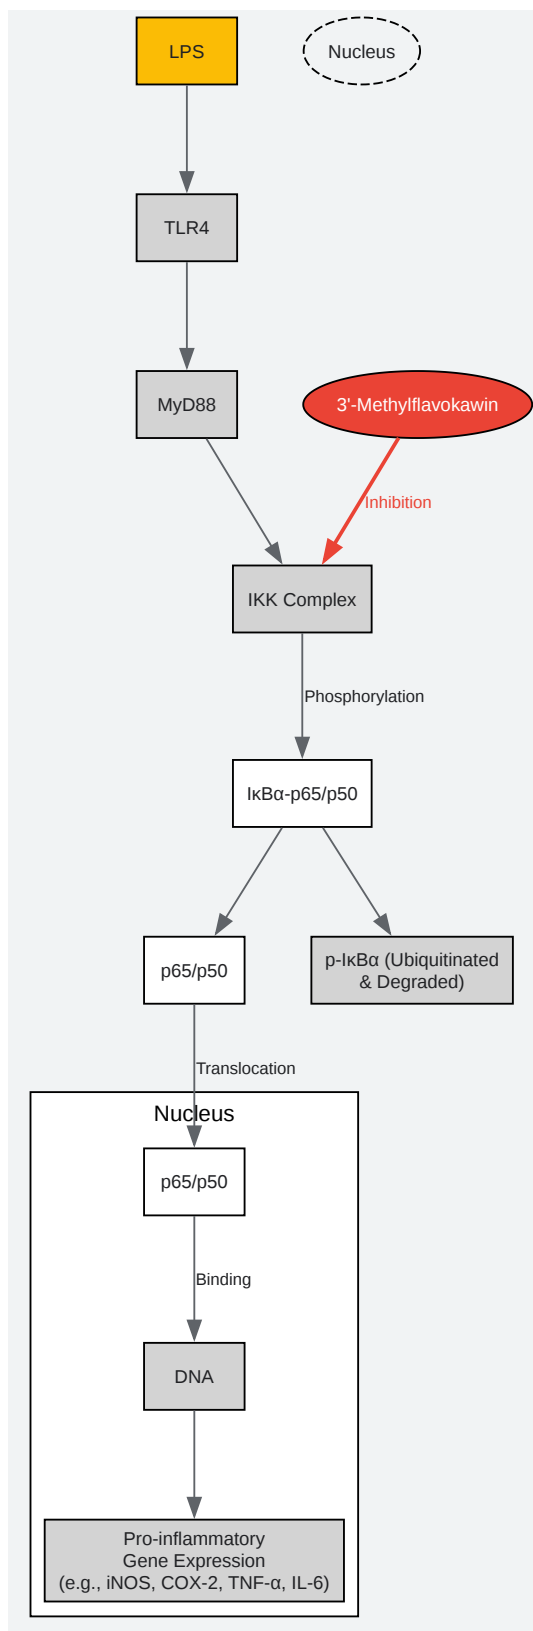 LPS
Nucleus
TLR4
MyD88
3'-Methylflavokawin
Inhibition
IKK Complex
Phosphorylation
IκBα-p65/p50
p65/p50
p-IκBα (Ubiquitinated
& Degraded)
Translocation
Nucleus
p65/p50
Binding
DNA
Pro-inflammatory
Gene Expression
(e.g., iNOS, COX-2, TNF-α, IL-6)